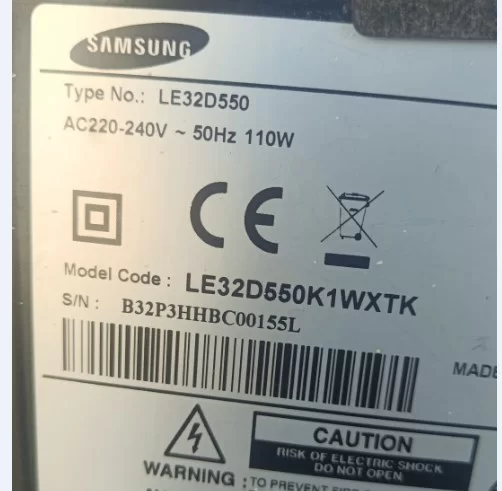 SAMSUNG
Type No.: LE32D550
AC220-240V ~ 50Hz 110W
CE
Model Code : LE32D550K1WXTK
S/N : B32P3HHBC00155L
MADE
CAUTION
RISK OF ELECTRIC SHOCK
DO NOT OPEN
WARNING : TO PREVENT